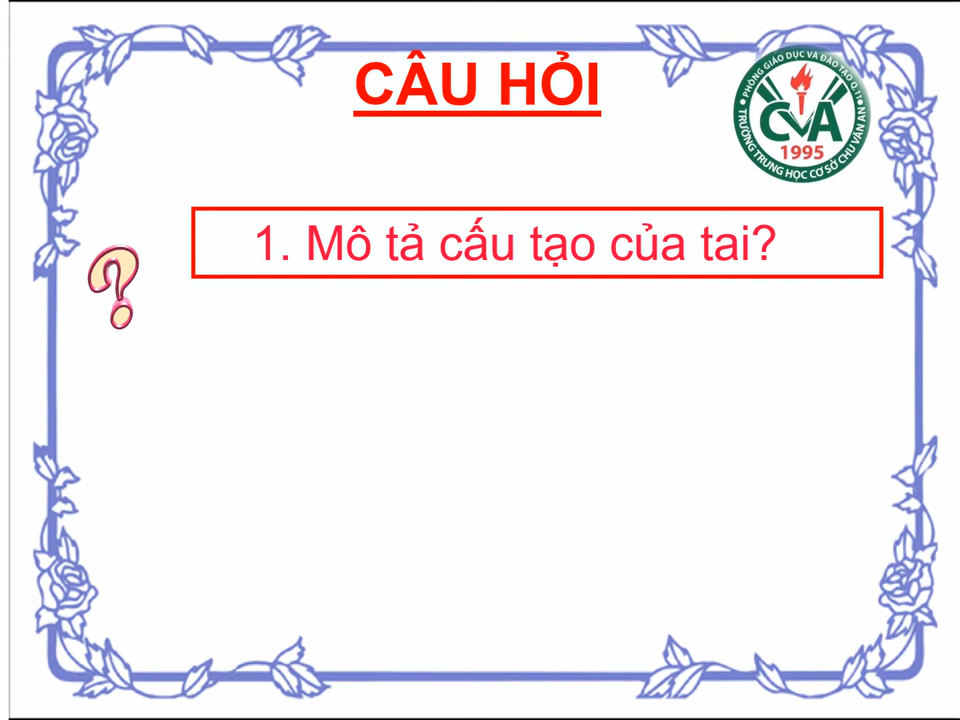 CÂU HỎI
PHÒNG GIÁO DỤC VÀ ĐÀO TẠO Q.11
CVA
1995
TRƯỜNG TRUNG HỌC CƠ SỞ CHU VĂN AN
1. Mô tả cấu tạo của tai?
?